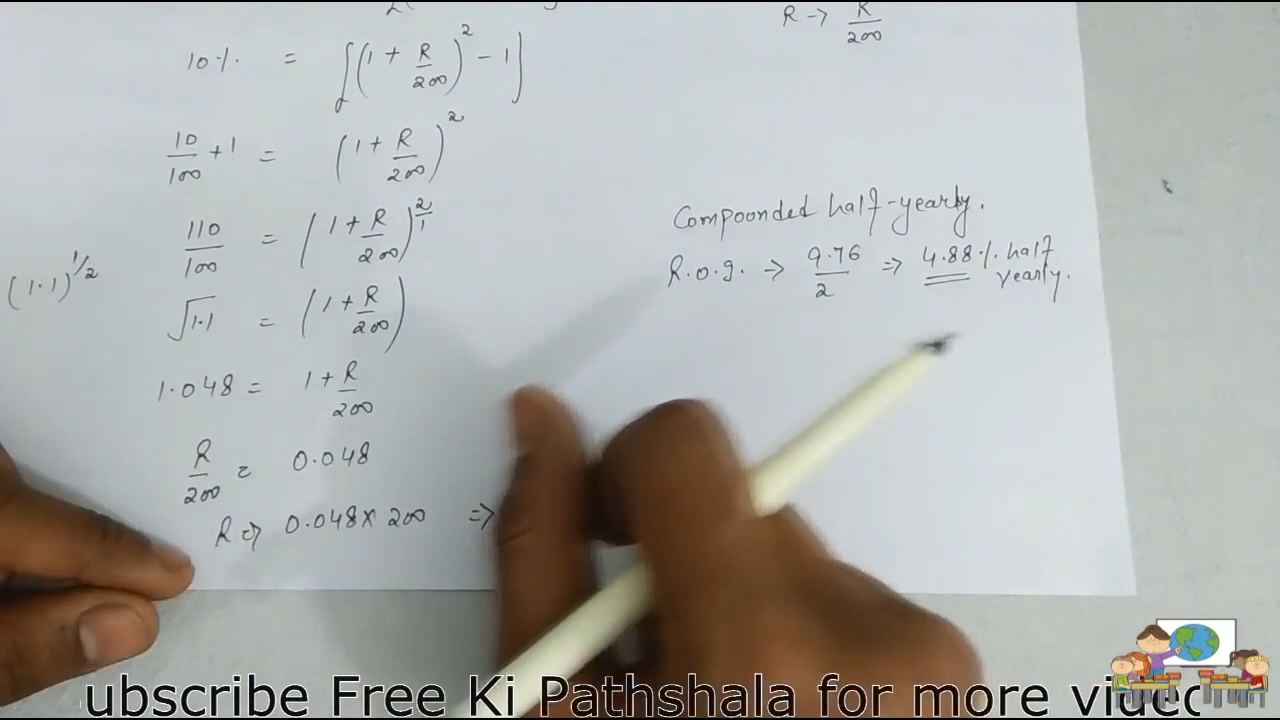 10% = [(1 + R/200)^2 - 1]
10/100 + 1 = (1 + R/200)^2
110/100 = (1 + R/200)^2/1
(1.1)^1/2
√1.1 = (1 + R/200)
1.048 = 1 + R/200
R/200 = 0.048
R => 0.048 × 200 =>
R -> R/200
Compounded half-yearly.
R.o.g. -> 9.76/2 => 4.88% half
yearly.
ubscribe Free Ki Pathshala for more